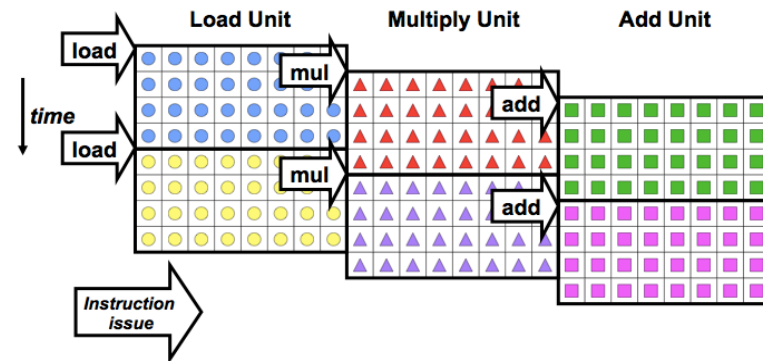 Load Unit
Multiply Unit
Add Unit
load
mul
add
time
load
mul
add
Instruction
issue